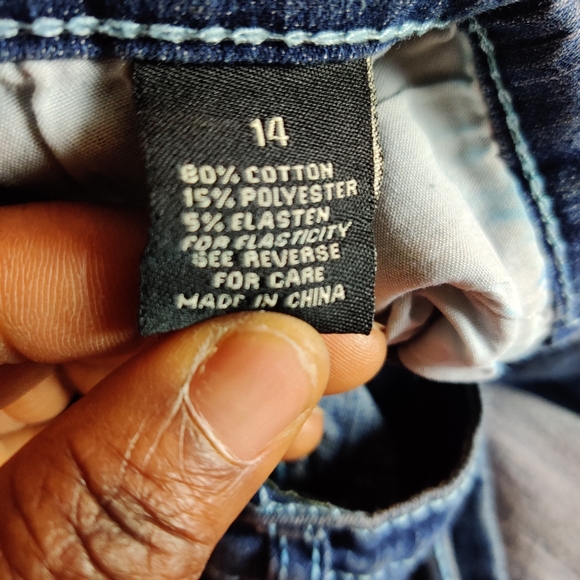 14
80% COTTON
15% POLYESTER
5% ELASTEN
FOR ELASTICITY
SEE REVERSE
FOR CARE
MADE IN CHINA